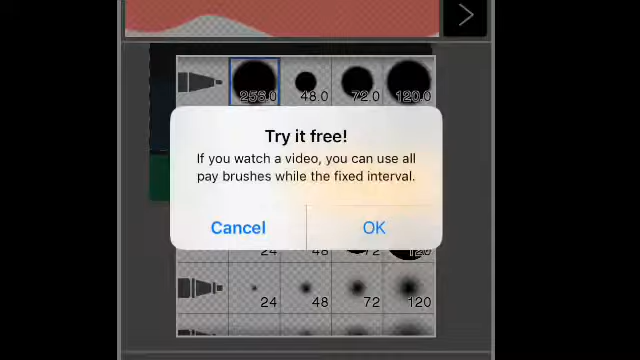 256.0 48.0 72.0 120.0
Try it free!
If you watch a video, you can use all
pay brushes while the fixed interval.
Cancel OK
24 48 72 120
24 48 72 120